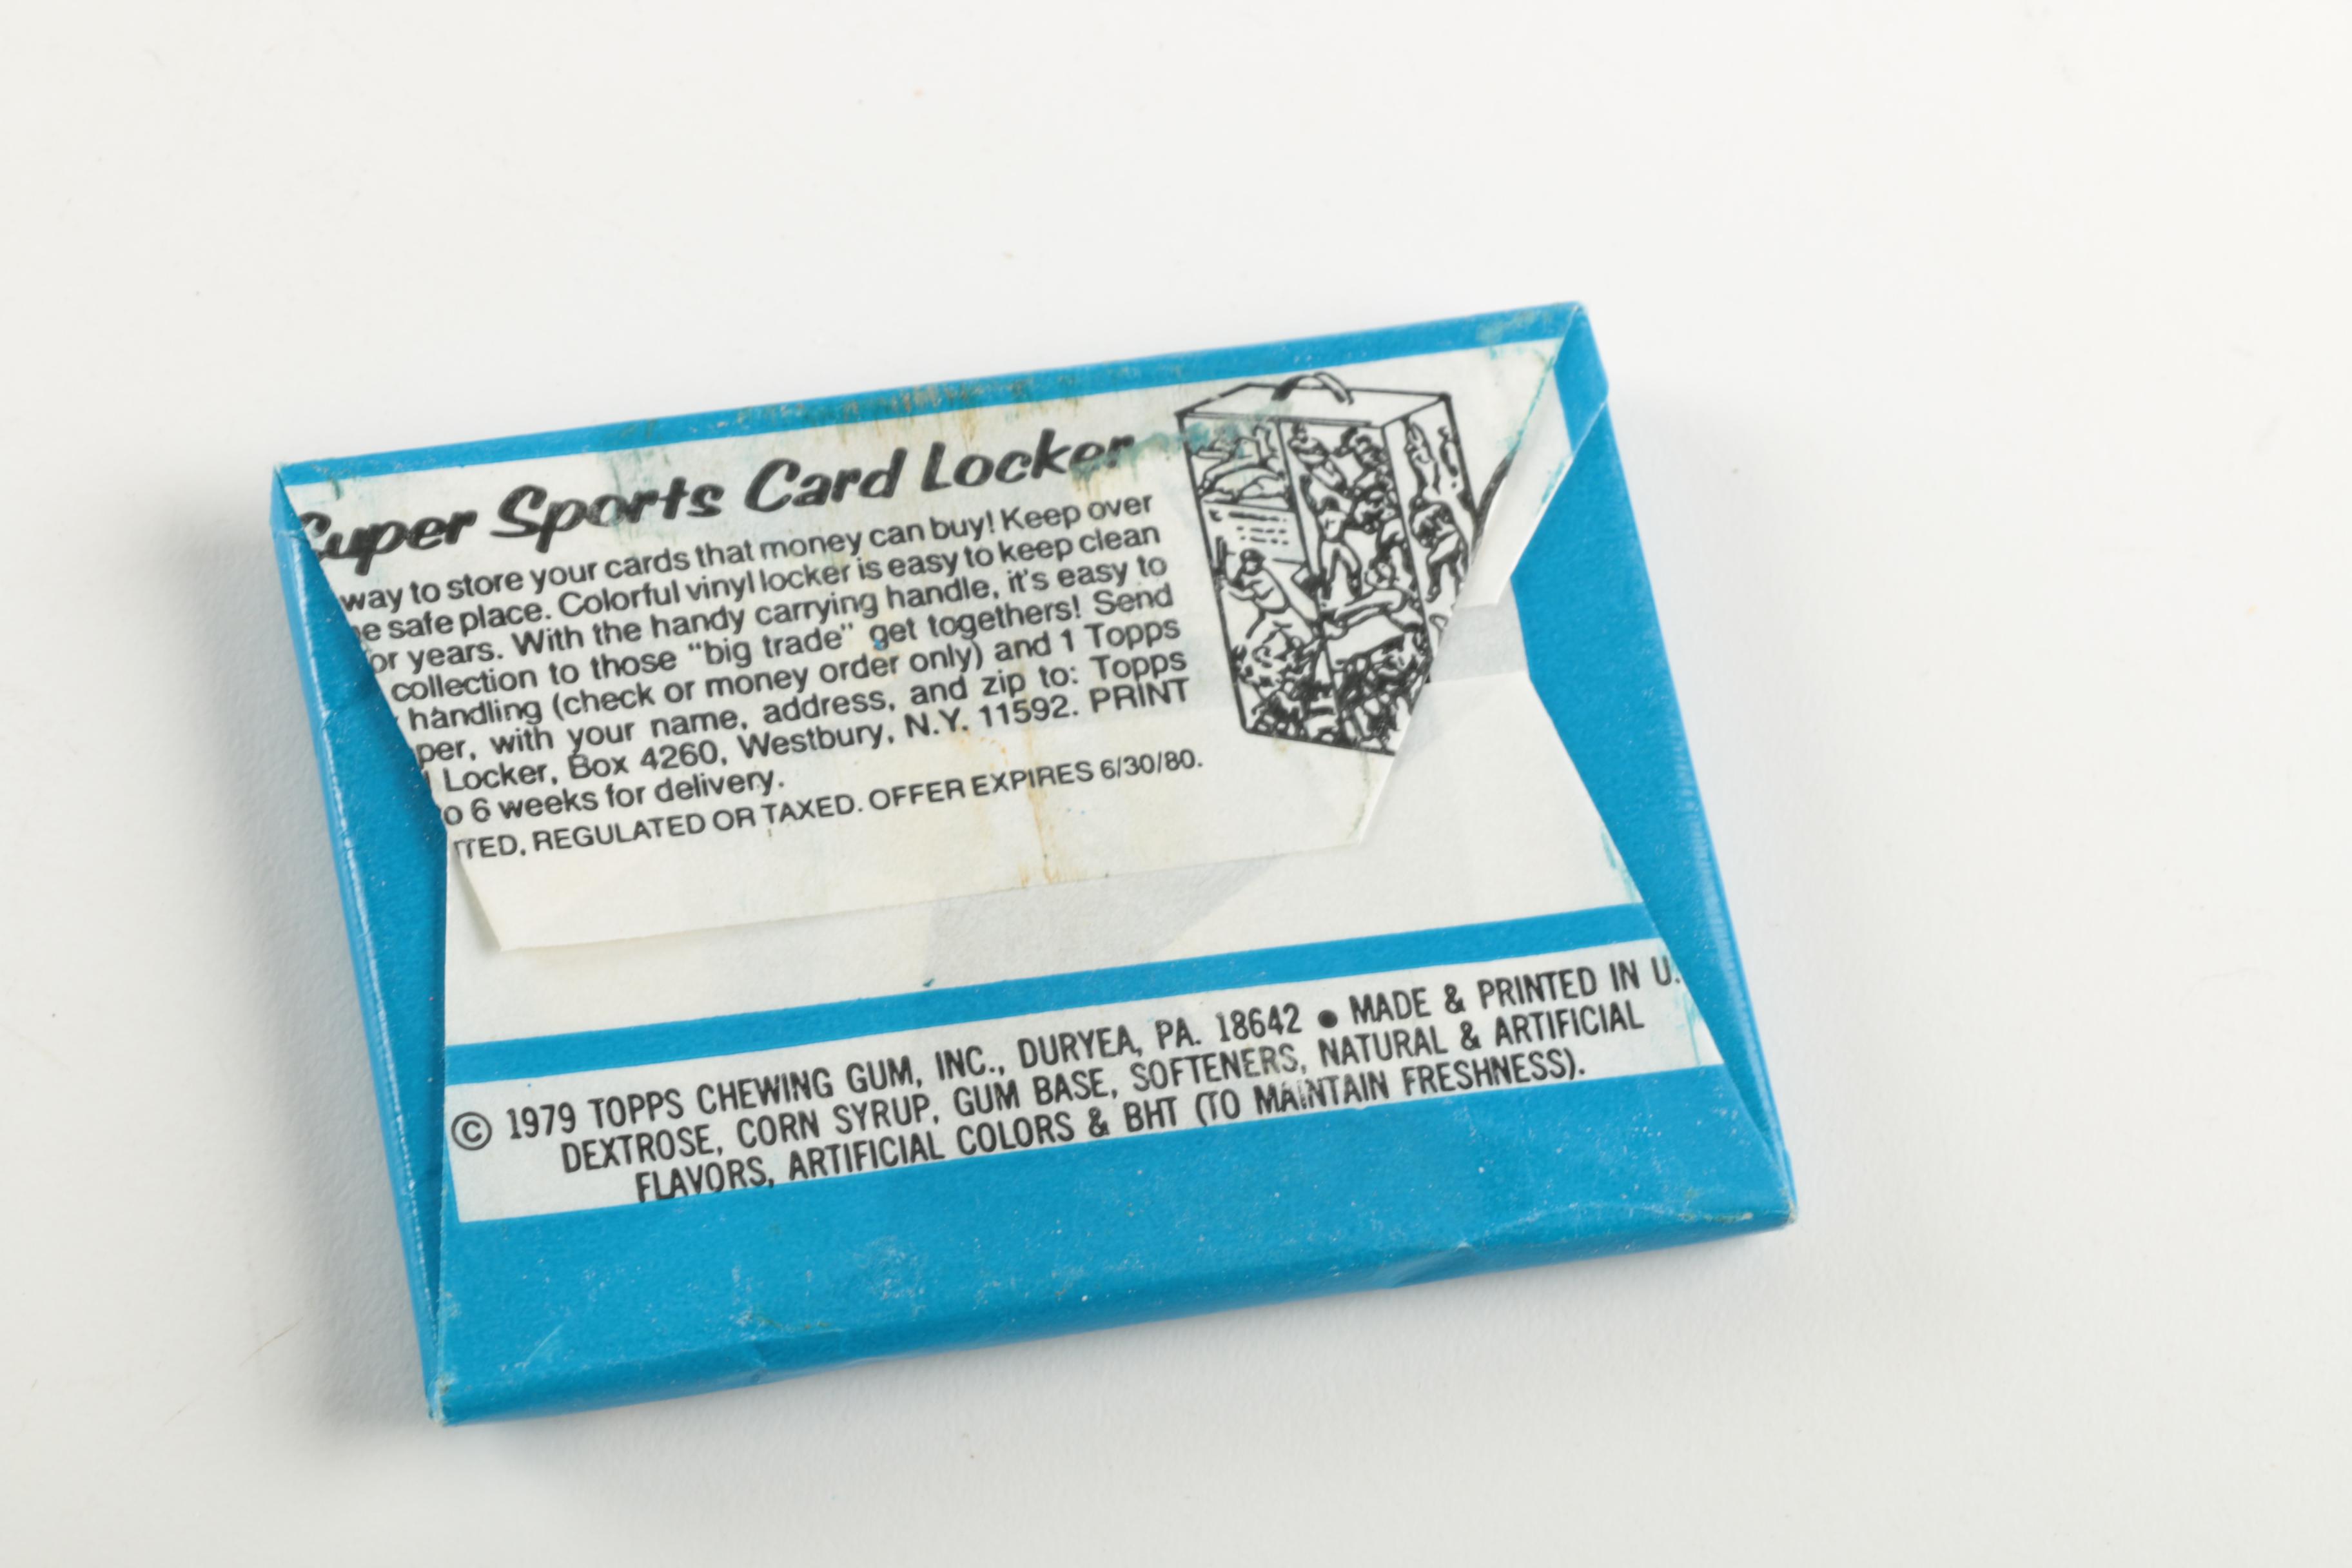 Super Sports Card Locker
way to store your cards that money can buy! Keep over
e safe place. Colorful vinyl locker is easy to keep clean
or years. With the handy carrying handle, it's easy to
collection to those "big trade" get togethers! Send
handling (check or money order only) and 1 Topps
per, with your name, address, and zip to: Topps
Locker, Box 4260, Westbury, N.Y. 11592. PRINT
o 6 weeks for delivery.
TED, REGULATED OR TAXED. OFFER EXPIRES 6/30/80.
© 1979 TOPPS CHEWING GUM, INC., DURYEA, PA. 18642 ● MADE & PRINTED IN U.
DEXTROSE, CORN SYRUP, GUM BASE, SOFTENERS, NATURAL & ARTIFICIAL
FLAVORS, ARTIFICIAL COLORS & BHT (TO MAINTAIN FRESHNESS).